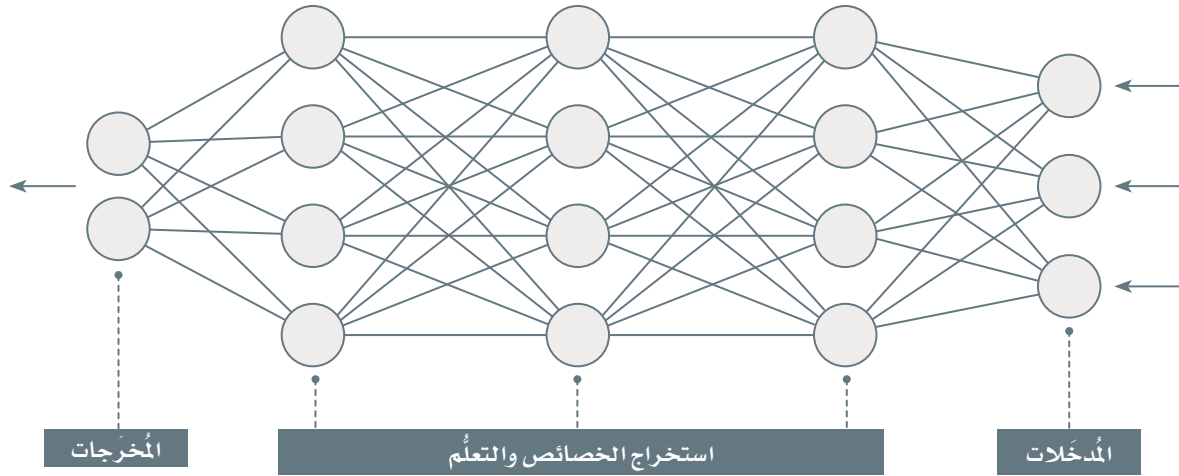 المُدخَلات
استخراج الخصائص والتعلُّم
المُخرَجات